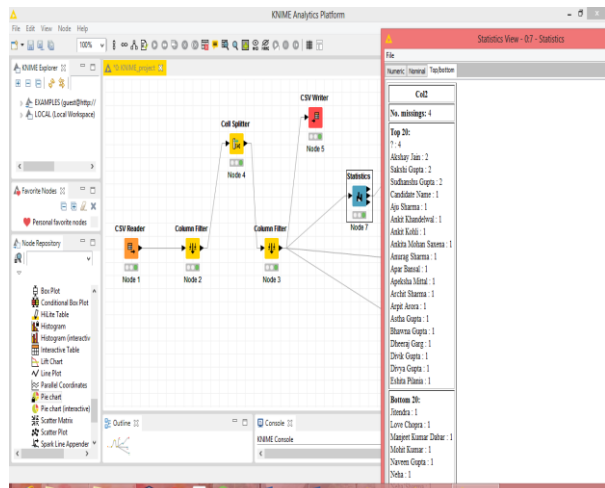 KNIME Analytics Platform
File Edit View Node Help
100%
KNIME Explorer
EXAMPLES (guest@http://
LOCAL (Local Workspace)
Favorite Nodes
Personal favorite nodes
Node Repository
Box Plot
Conditional Box Plot
HiLite Table
Histogram
Histogram (interactiv
Interactive Table
Lift Chart
Line Plot
Parallel Coordinates
Pie chart
Pie chart (interactive)
Scatter Matrix
Scatter Plot
Spark Line Appender
*0: KNIME_project
CSV Reader
Node 1
Column Filter
Node 2
Cell Splitter
Node 4
Column Filter
Node 3
CSV Writer
Node 5
Statistics
Node 7
Outline
Console
KNIME Console
Statistics View - 0:7 - Statistics
File
Numeric Nominal Top/bottom
Col2
No. missings: 4
Top 20:
? : 4
Akshay Jain : 2
Sakshi Gupta : 2
Sudhanshu Gupta : 2
Candidate Name : 1
Aju Sharma : 1
Ankit Khandelwal : 1
Ankit Kohli : 1
Ankita Mohan Saxena : 1
Anurag Sharma : 1
Apar Bansal : 1
Apeksha Mittal : 1
Archit Sharma : 1
Arpit Arora : 1
Astha Gupta : 1
Bhawna Gupta : 1
Dheeraj Garg : 1
Divik Gupta : 1
Divya Gupta : 1
Eshita Pilania : 1
Bottom 20:
Jitendra : 1
Love Chopra : 1
Manjeet Kumar Dabar : 1
Mohit Kumar : 1
Naveen Gupta : 1
Neha : 1